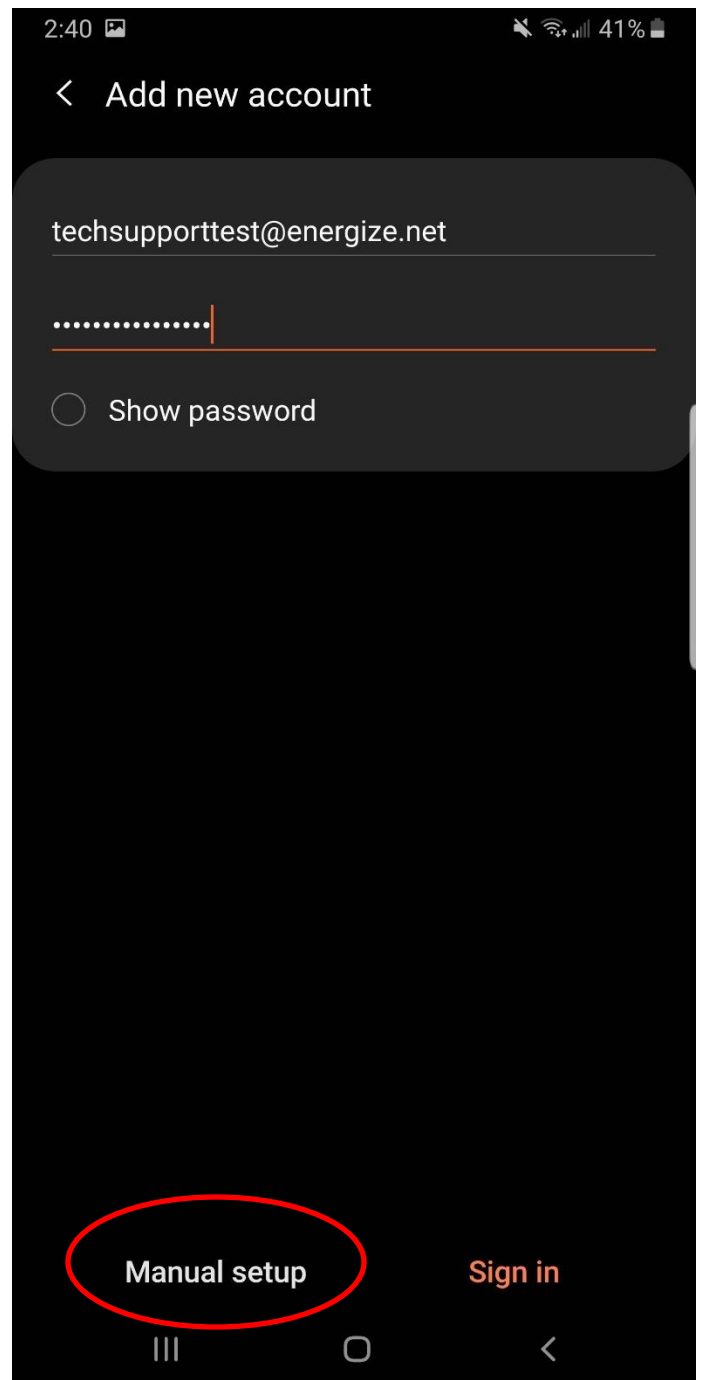 2:40 41%
Add new account
techsupporttest@energize.net
••••••••••••••••
Show password
Manual setup Sign in